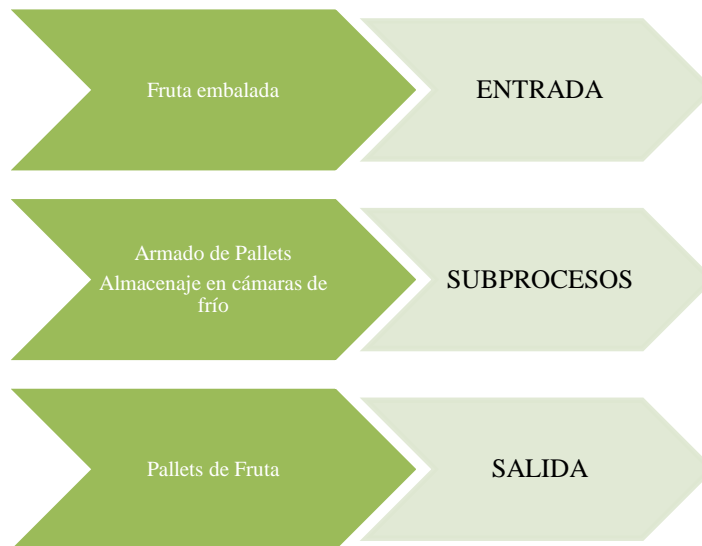 Fruta embalada
ENTRADA
Armado de Pallets
Almacenaje en cámaras de
frío
SUBPROCESOS
Pallets de Fruta
SALIDA